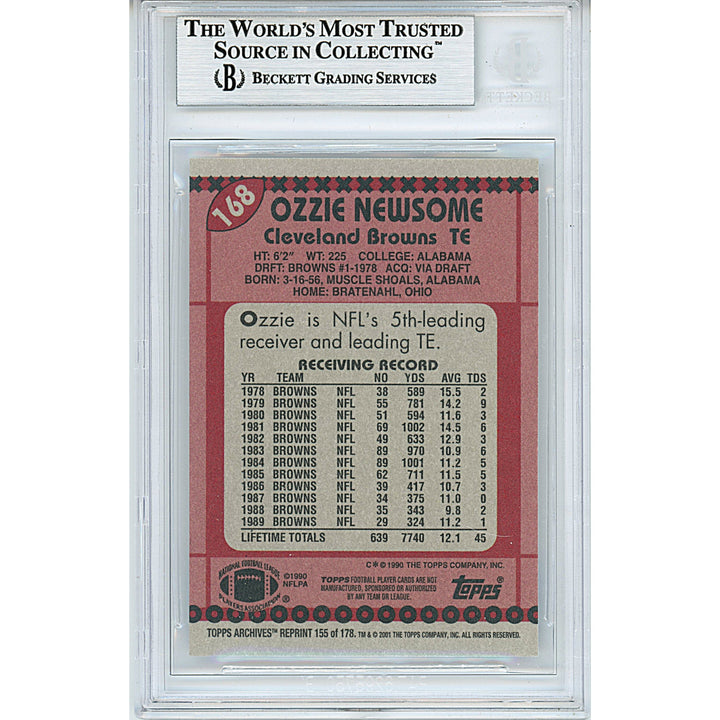 THE WORLD'S MOST TRUSTED
SOURCE IN COLLECTING™
B BECKETT GRADING SERVICES
168
OZZIE NEWSOME
Cleveland Browns TE
HT: 6'2" WT: 225 COLLEGE: ALABAMA
DRFT: BROWNS #1-1978 ACQ: VIA DRAFT
BORN: 3-16-56, MUSCLE SHOALS, ALABAMA
HOME: BRATENAHL, OHIO
Ozzie is NFL's 5th-leading
receiver and leading TE.
RECEIVING RECORD
YR TEAM NO YDS AVG TDS
1978 BROWNS NFL 38 589 15.5 2
1979 BROWNS NFL 55 781 14.2 9
1980 BROWNS NFL 51 594 11.6 3
1981 BROWNS NFL 69 1002 14.5 6
1982 BROWNS NFL 49 633 12.9 3
1983 BROWNS NFL 89 970 10.9 6
1984 BROWNS NFL 89 1001 11.2 5
1985 BROWNS NFL 62 711 11.5 5
1986 BROWNS NFL 39 417 10.7 3
1987 BROWNS NFL 34 375 11.0 0
1988 BROWNS NFL 35 343 9.8 2
1989 BROWNS NFL 29 324 11.2 1
LIFETIME TOTALS 639 7740 12.1 45
C*©1990 THE TOPPS COMPANY, INC.
NATIONAL FOOTBALL LEAGUE
PLAYERS ASSOCIATION
©1990
NFLPA
TOPPS FOOTBALL PLAYER CARDS ARE NOT
MANUFACTURED, SPONSORED OR AUTHORIZED
BY ANY TEAM OR LEAGUE.
TOPPS®
TOPPS ARCHIVES™ REPRINT 155 OF 178. ™ & © 2001 THE TOPPS COMPANY, INC. ALL RIGHTS RESERVED.